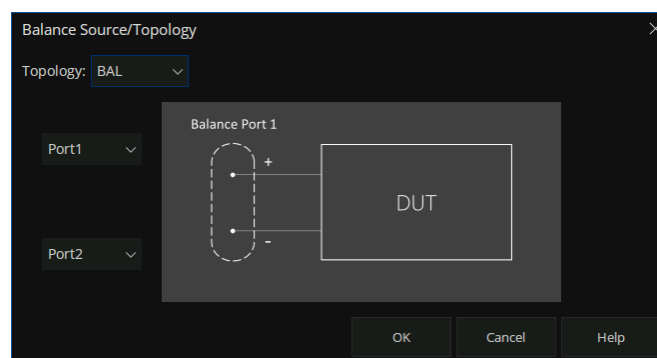 Balance Source/Topology
Topology: BAL
Balance Port 1
Port1
+
DUT
-
Port2
OK Cancel Help